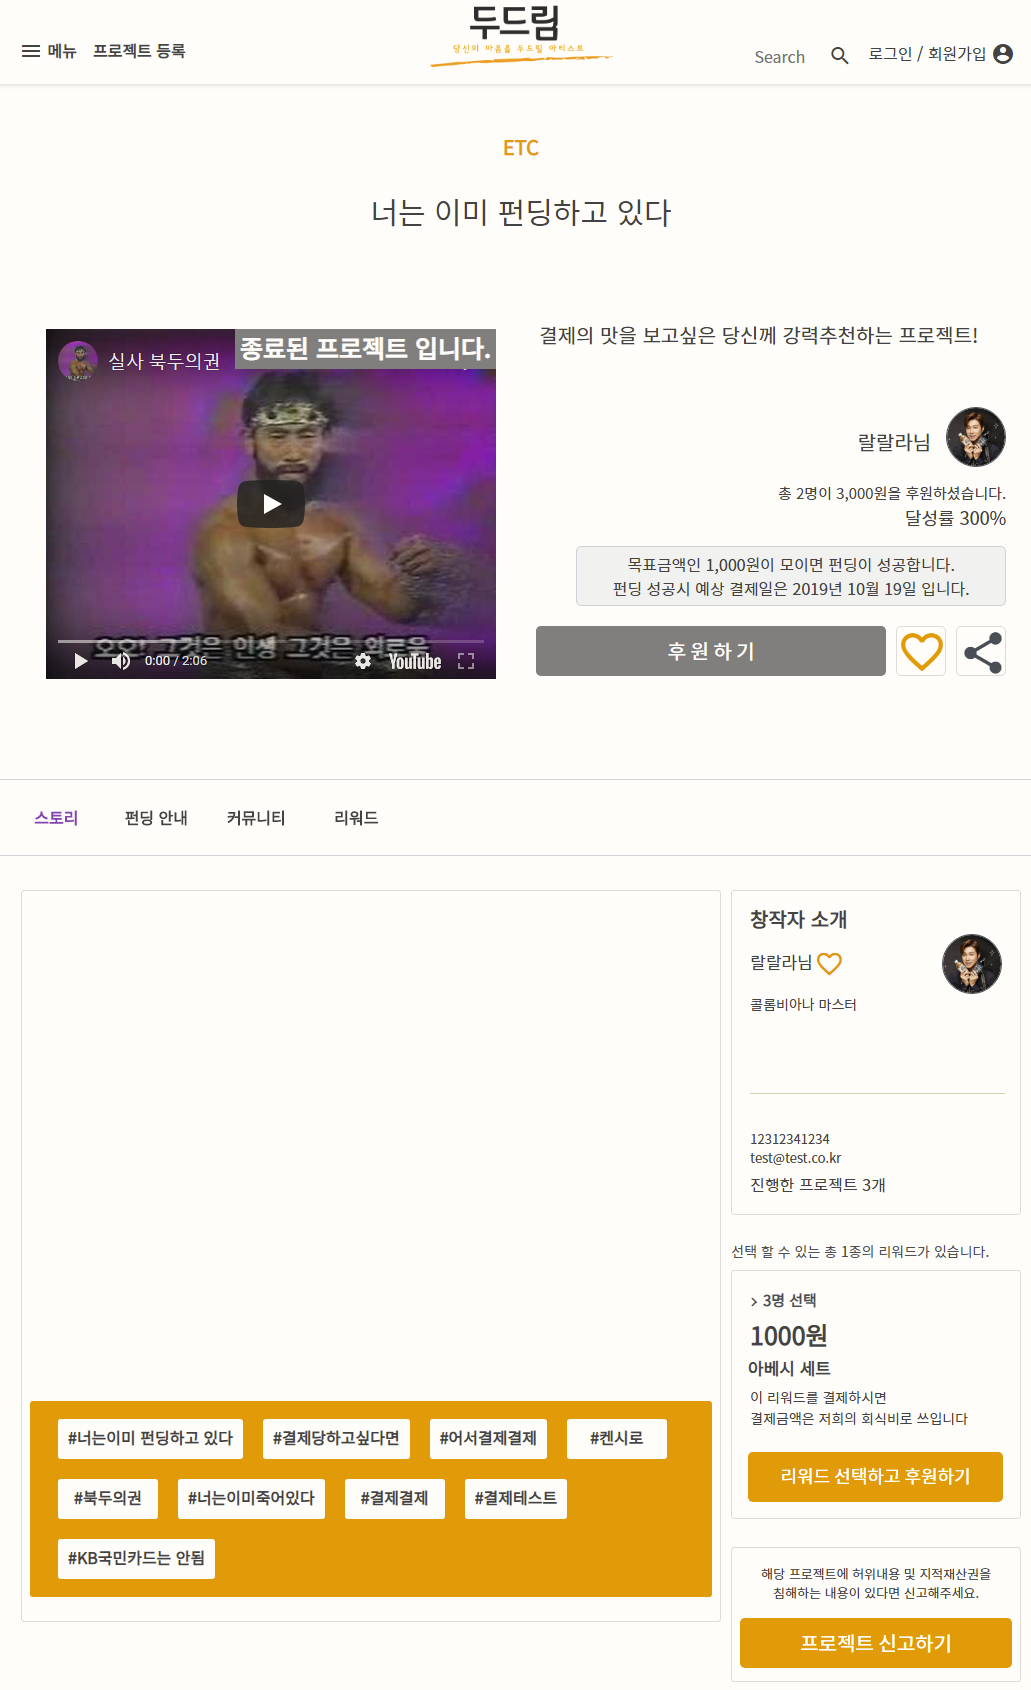 메뉴 프로젝트 등록
두드림
당신의 마음을 두드릴 아티스트
Search
로그인 / 회원가입
ETC
너는 이미 펀딩하고 있다
종료된 프로젝트 입니다.
실사 북두의권
0:00 / 2:06
YouTube
결제의 맛을 보고싶은 당신께 강력추천하는 프로젝트!
랄랄라님
총 2명이 3,000원을 후원하셨습니다.
달성률 300%
목표금액인 1,000원이 모이면 펀딩이 성공합니다.
펀딩 성공시 예상 결제일은 2019년 10월 19일 입니다.
후원하기
스토리 펀딩 안내 커뮤니티 리워드
#너는이미 펀딩하고 있다 #결제당하고싶다면 #어서결제결제 #켄시로
#북두의권 #너는이미죽어있다 #결제결제 #결제테스트
#KB국민카드는 안됨
창작자 소개
랄랄라님
콜롬비아나 마스터
12312341234
test@test.co.kr
진행한 프로젝트 3개
선택 할 수 있는 총 1종의 리워드가 있습니다.
> 3명 선택
1000원
아베시 세트
이 리워드를 결제하시면
결제금액은 저희의 회식비로 쓰입니다
리워드 선택하고 후원하기
해당 프로젝트에 허위내용 및 지적재산권을
침해하는 내용이 있다면 신고해주세요.
프로젝트 신고하기